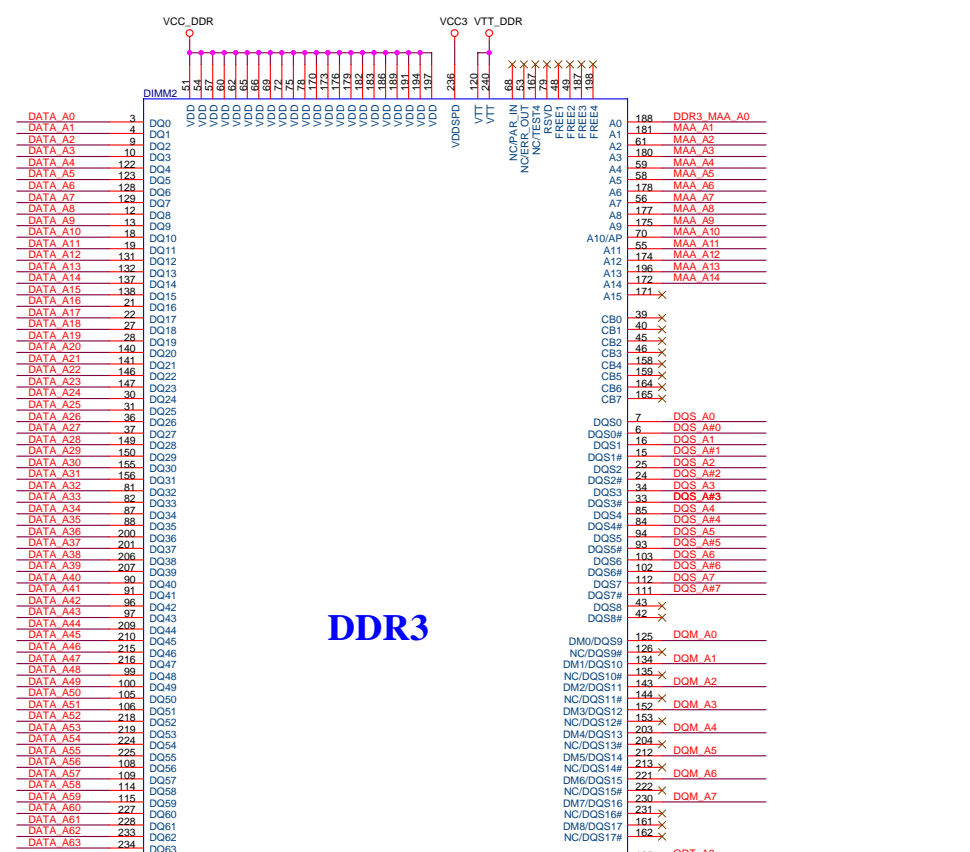 VCC_DDR VCC3 VTT_DDR
51 54 57 60 62 65 66 69 72 75 78 170 173 176 179 182 183 186 189 191 194 197 236 120 240 68 53 167 79 48 49 187 198
DIMM2
VDD VDD VDD VDD VDD VDD VDD VDD VDD VDD VDD VDD VDD VDD VDD VDD VDD VDD VDD VDD VDD VDD VDDSPD VTT VTT NC/PAR_IN NC/ERR_OUT NC/TEST4 RSVD FREE1 FREE2 FREE3 FREE4
DATA_A0 3 DQ0
DATA_A1 4 DQ1
DATA_A2 9 DQ2
DATA_A3 10 DQ3
DATA_A4 122 DQ4
DATA_A5 123 DQ5
DATA_A6 128 DQ6
DATA_A7 129 DQ7
DATA_A8 12 DQ8
DATA_A9 13 DQ9
DATA_A10 18 DQ10
DATA_A11 19 DQ11
DATA_A12 131 DQ12
DATA_A13 132 DQ13
DATA_A14 137 DQ14
DATA_A15 138 DQ15
DATA_A16 21 DQ16
DATA_A17 22 DQ17
DATA_A18 27 DQ18
DATA_A19 28 DQ19
DATA_A20 140 DQ20
DATA_A21 141 DQ21
DATA_A22 146 DQ22
DATA_A23 147 DQ23
DATA_A24 30 DQ24
DATA_A25 31 DQ25
DATA_A26 36 DQ26
DATA_A27 37 DQ27
DATA_A28 149 DQ28
DATA_A29 150 DQ29
DATA_A30 155 DQ30
DATA_A31 156 DQ31
DATA_A32 81 DQ32
DATA_A33 82 DQ33
DATA_A34 87 DQ34
DATA_A35 88 DQ35
DATA_A36 200 DQ36
DATA_A37 201 DQ37
DATA_A38 206 DQ38
DATA_A39 207 DQ39
DATA_A40 90 DQ40
DATA_A41 91 DQ41
DATA_A42 96 DQ42
DATA_A43 97 DQ43
DATA_A44 209 DQ44
DATA_A45 210 DQ45
DATA_A46 215 DQ46
DATA_A47 216 DQ47
DATA_A48 99 DQ48
DATA_A49 100 DQ49
DATA_A50 105 DQ50
DATA_A51 106 DQ51
DATA_A52 218 DQ52
DATA_A53 219 DQ53
DATA_A54 224 DQ54
DATA_A55 225 DQ55
DATA_A56 108 DQ56
DATA_A57 109 DQ57
DATA_A58 114 DQ58
DATA_A59 115 DQ59
DATA_A60 227 DQ60
DATA_A61 228 DQ61
DATA_A62 233 DQ62
DATA_A63 234 DQ63
DDR3
A0 188 DDR3_MAA_A0
A1 181 MAA_A1
A2 61 MAA_A2
A3 180 MAA_A3
A4 59 MAA_A4
A5 58 MAA_A5
A6 178 MAA_A6
A7 56 MAA_A7
A8 177 MAA_A8
A9 175 MAA_A9
A10/AP 70 MAA_A10
A11 55 MAA_A11
A12 174 MAA_A12
A13 196 MAA_A13
A14 172 MAA_A14
A15 171
CB0 39
CB1 40
CB2 45
CB3 46
CB4 158
CB5 159
CB6 164
CB7 165
DQS0 7 DQS_A0
DQS0# 6 DQS_A#0
DQS1 16 DQS_A1
DQS1# 15 DQS_A#1
DQS2 25 DQS_A2
DQS2# 24 DQS_A#2
DQS3 34 DQS_A3
DQS3# 33 DQS_A#3
DQS4 85 DQS_A4
DQS4# 84 DQS_A#4
DQS5 94 DQS_A5
DQS5# 93 DQS_A#5
DQS6 103 DQS_A6
DQS6# 102 DQS_A#6
DQS7 112 DQS_A7
DQS7# 111 DQS_A#7
DQS8 43
DQS8# 42
DM0/DQS9 125 DQM_A0
NC/DQS9# 126
DM1/DQS10 134 DQM_A1
NC/DQS10# 135
DM2/DQS11 143 DQM_A2
NC/DQS11# 144
DM3/DQS12 152 DQM_A3
NC/DQS12# 153
DM4/DQS13 203 DQM_A4
NC/DQS13# 204
DM5/DQS14 212 DQM_A5
NC/DQS14# 213
DM6/DQS15 221 DQM_A6
NC/DQS15# 222
DM7/DQS16 230 DQM_A7
NC/DQS16# 231
DM8/DQS17 161
NC/DQS17# 162